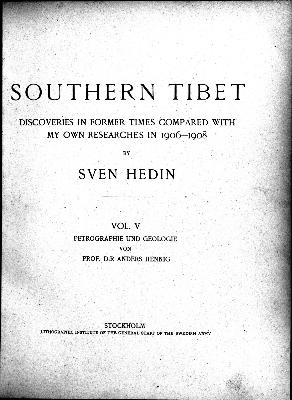 SOUTHERN TIBET
DISCOVERIES IN FORMER TIMES COMPARED WITH
MY OWN RESEARCHES IN 1906—1908
BY
SVEN HEDIN
VOL. V
PETROGRAPHIE UND GEOLOGIE
VON
PROF. D:R ANDERS HENNIG
STOCKHOLM
LITHOGRAPHIC INSTITUTE OF THE GENERAL STAFF OF THE SWEDISH ARMY